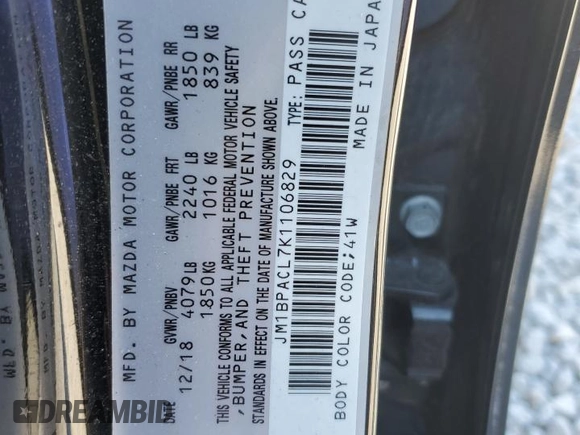 MFD. BY MAZDA MOTOR CORPORATION
GVWR/PNBV GAWR/PNBE FRT GAWR/PNBE RR
DATE 12/18 4079LB 2240 LB 1850 LB
1850KG 1016 KG 839 KG
THIS VEHICLE CONFORMS TO ALL APPLICABLE FEDERAL MOTOR VEHICLE SAFETY
,BUMPER,AND THEFT PREVENTION
STANDARDS IN EFFECT ON THE DATE OF MANUFACTURE SHOWN ABOVE.
JM1BPACL7K1106829 TYPE: PASS CA
BODY COLOR CODE;41W MADE IN JAPA
DREAMBID